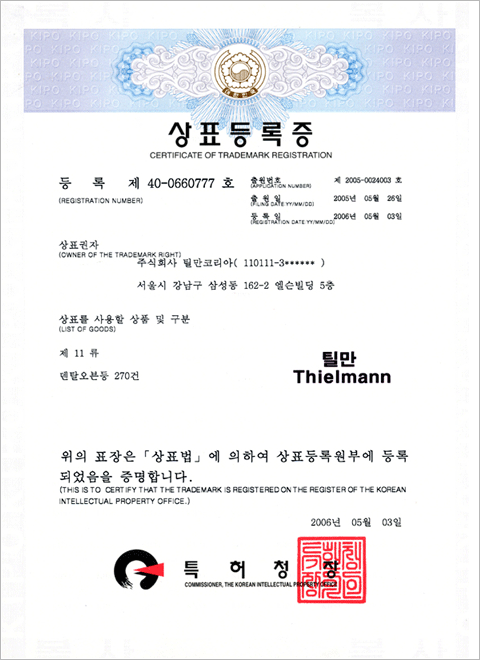 KIPO KIPO KIPO KIPO
상표등록증
CERTIFICATE OF TRADEMARK REGISTRATION
등 록 제 40-0660777 호
(REGISTRATION NUMBER)
출원번호 제 2005-0024003 호
(APPLICATION NUMBER)
출 원 일 2005년 05월 26일
(FILING DATE:YY/MM/DD)
등 록 일 2006년 05월 03일
(REGISTRATION DATE:YY/MM/DD)
상표권자
(OWNER OF THE TRADEMARK RIGHT)
주식회사 틸만코리아( 110111-3****** )
서울시 강남구 삼성동 162-2 엘슨빌딩 5층
상표를 사용할 상품 및 구분
(LIST OF GOODS)
제 11 류
덴탈오븐등 270건
틸만
Thielmann
위의 표장은「상표법」에 의하여 상표등록원부에 등록
되었음을 증명합니다.
(THIS IS TO CERTIFY THAT THE TRADEMARK IS REGISTERED ON THE REGISTER OF THE KOREAN
INTELLECTUAL PROPERTY OFFICE.)
2006년 05월 03일
특 허 청 장
COMMISSIONER, THE KOREAN INTELLECTUAL PROPERTY OFFICE